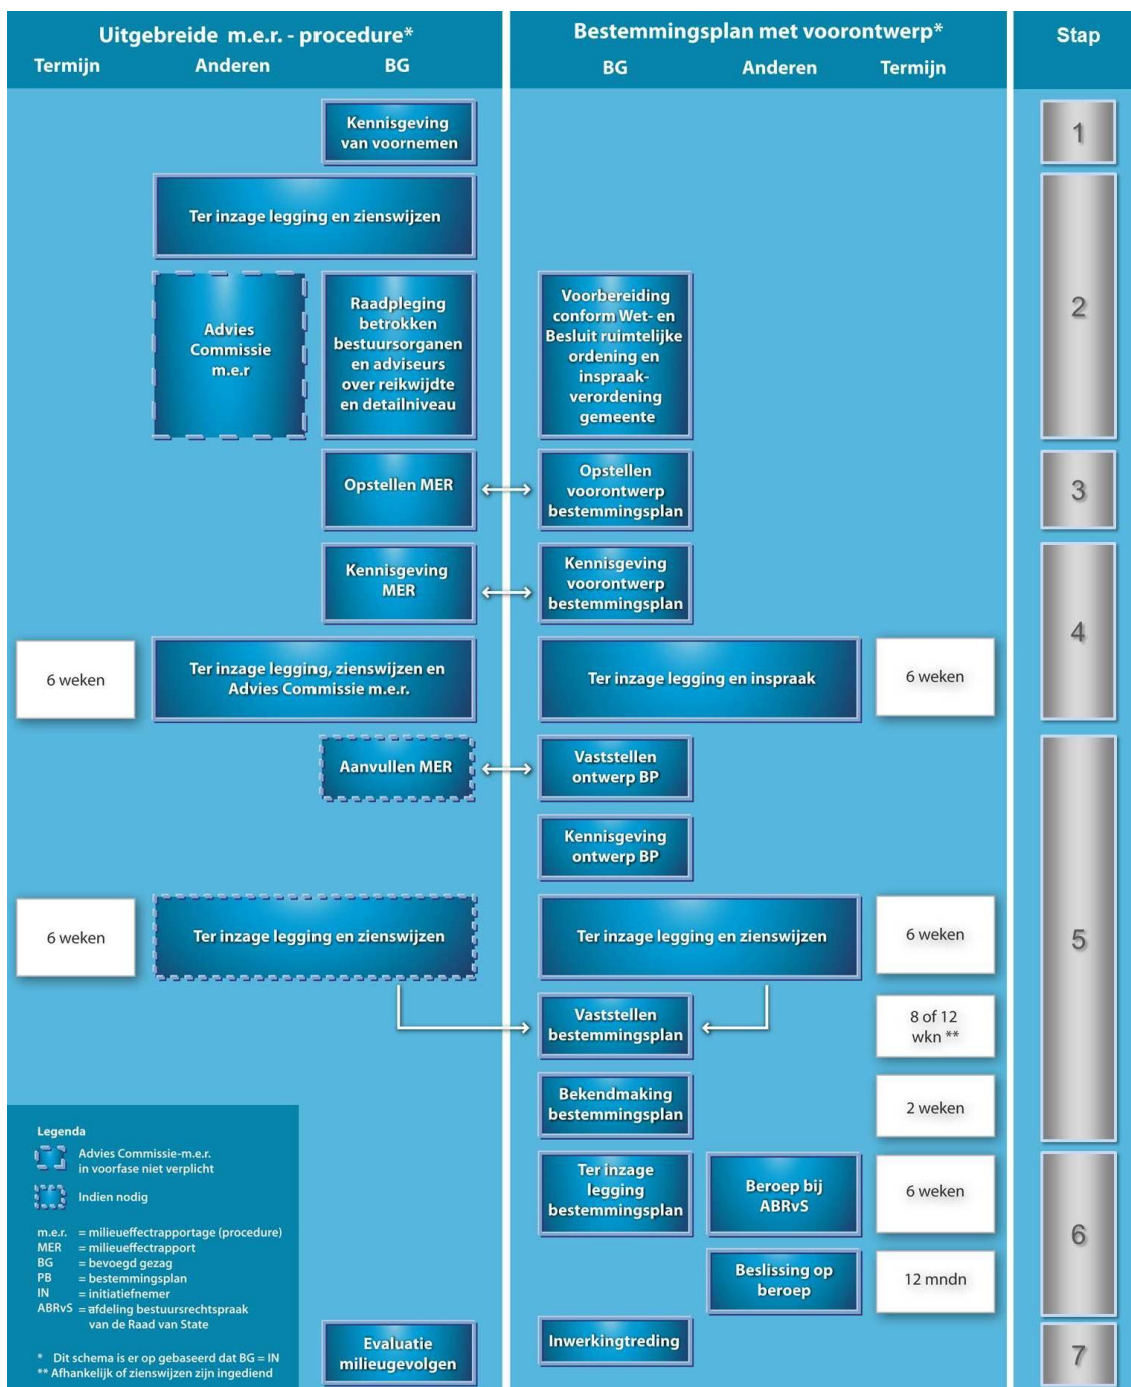 Uitgebreide m.e.r. - procedure*
Termijn
Anderen
BG
Bestemmingsplan met voorontwerp*
BG
Anderen
Termijn
Stap
Kennisgeving
van voornemen
1
Ter inzage legging en zienswijzen
Advies
Commissie
m.e.r
Raadpleging
betrokken
bestuursorganen
en adviseurs
over reikwijdte
en detailniveau
Voorbereiding
conform Wet- en
Besluit ruimtelijke
ordening en
inspraak-
verordening
gemeente
2
Opstellen MER
Opstellen
voorontwerp
bestemmingsplan
3
Kennisgeving
MER
Kennisgeving
voorontwerp
bestemmingsplan
6 weken
Ter inzage legging, zienswijzen en
Advies Commissie m.e.r.
Ter inzage legging en inspraak
6 weken
4
Aanvullen MER
Vaststellen
ontwerp BP
Kennisgeving
ontwerp BP
6 weken
Ter inzage legging en zienswijzen
Ter inzage legging en zienswijzen
6 weken
5
Vaststellen
bestemmingsplan
8 of 12
wkn **
Bekendmaking
bestemmingsplan
2 weken
Ter inzage
legging
bestemmingsplan
Beroep bij
ABRvS
6 weken
6
Beslissing op
beroep
12 mndn
Evaluatie
milieugevolgen
Inwerkingtreding
7
Legenda
Advies Commissie-m.e.r.
in voorfase niet verplicht
Indien nodig
m.e.r. = milieueffectrapportage (procedure)
MER = milieueffectrapport
BG = bevoegd gezag
PB = bestemmingsplan
IN = initiatiefnemer
ABRvS = afdeling bestuursrechtspraak
van de Raad van State
* Dit schema is er op gebaseerd dat BG = IN
** Afhankelijk of zienswijzen zijn ingediend